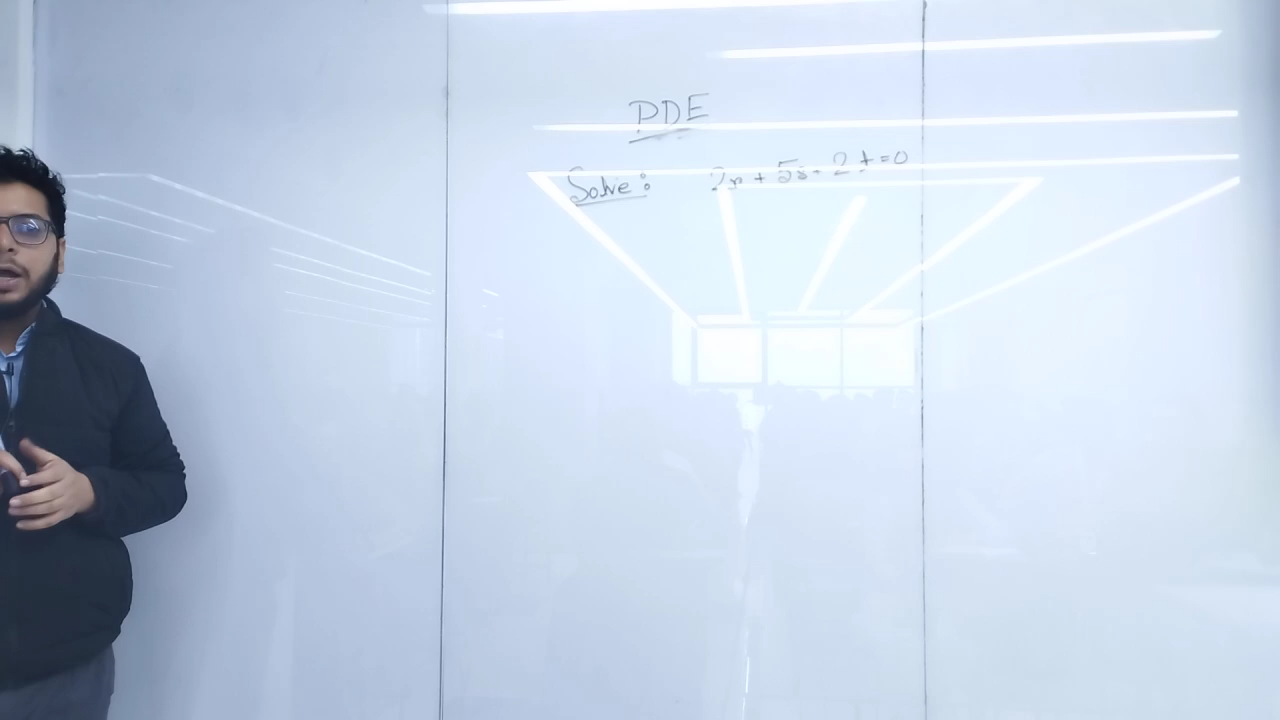 PDE
Solve: 2r + 5s + 2t = 0